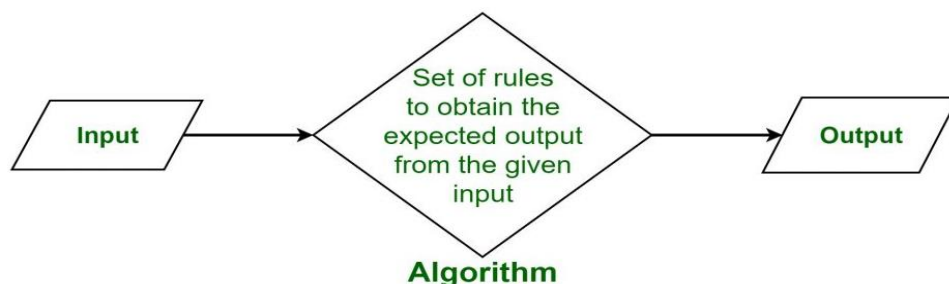 Input
Set of rules
to obtain the
expected output
from the given
input
Output
Algorithm